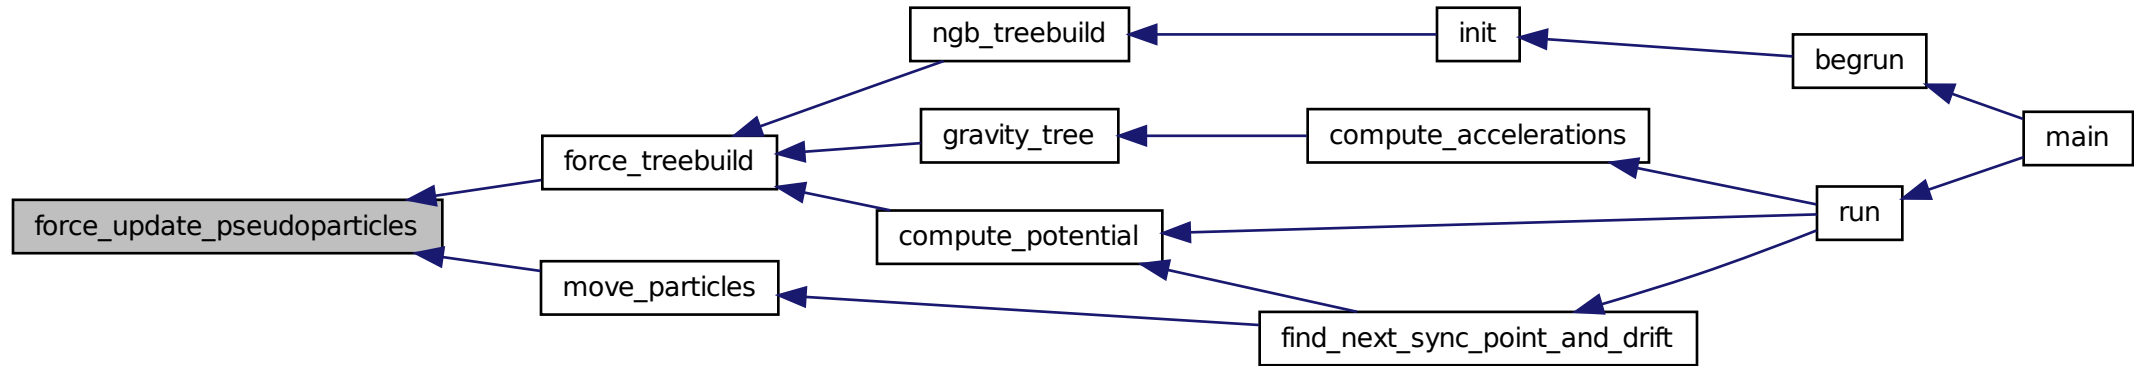 ngb_treebuild
init
begrun
gravity_tree
compute_accelerations
main
force_treebuild
force_update_pseudoparticles
run
compute_potential
move_particles
find_next_sync_point_and_drift